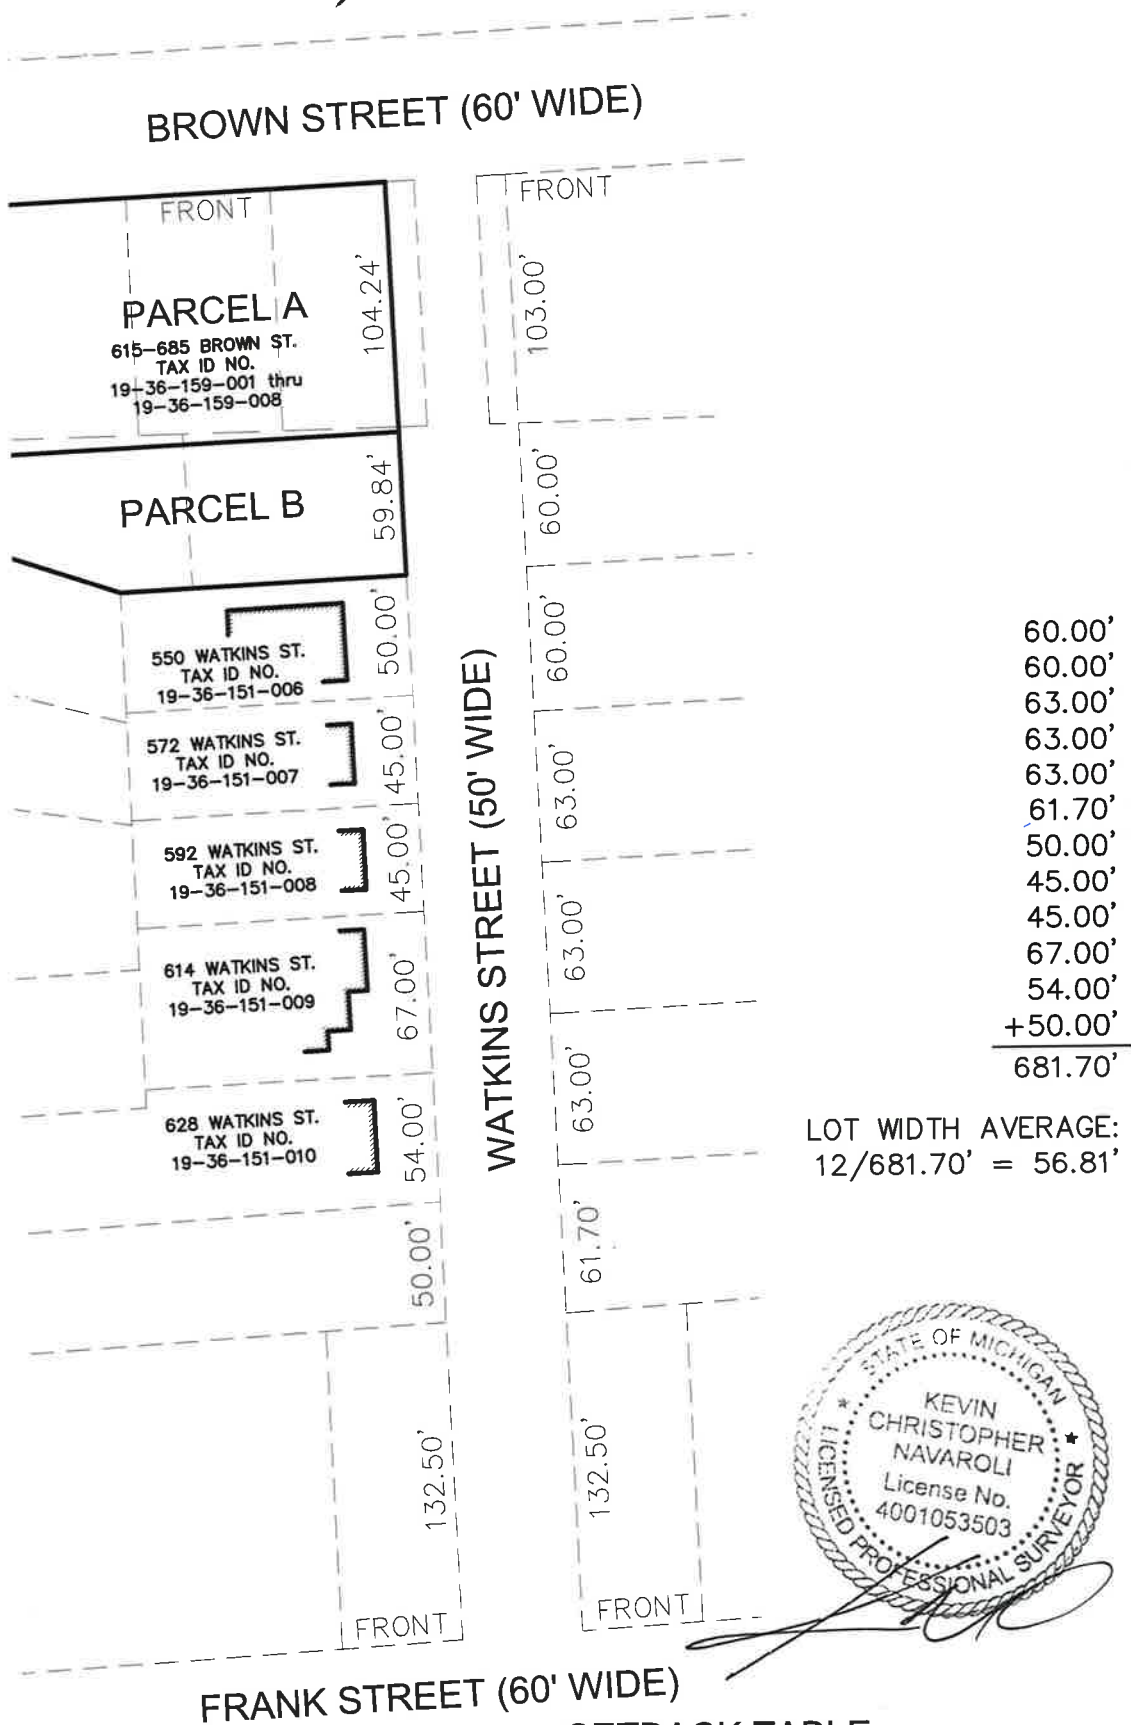 BROWN STREET (60' WIDE)
FRONT
FRONT
104.24'
103.00'
PARCEL A
615-685 BROWN ST.
TAX ID NO.
19-36-159-001 thru
19-36-159-008
PARCEL B
59.84'
60.00'
550 WATKINS ST.
TAX ID NO.
19-36-151-006
50.00'
60.00'
572 WATKINS ST.
TAX ID NO.
19-36-151-007
45.00'
63.00'
592 WATKINS ST.
TAX ID NO.
19-36-151-008
45.00'
63.00'
614 WATKINS ST.
TAX ID NO.
19-36-151-009
67.00'
63.00'
628 WATKINS ST.
TAX ID NO.
19-36-151-010
54.00'
61.70'
50.00'
WATKINS STREET (50' WIDE)
132.50'
132.50'
FRONT
FRONT
FRANK STREET (60' WIDE)
60.00'
60.00'
63.00'
63.00'
63.00'
61.70'
50.00'
45.00'
45.00'
67.00'
54.00'
+50.00'
681.70'
LOT WIDTH AVERAGE:
12/681.70' = 56.81'
STATE OF MICHIGAN
KEVIN
CHRISTOPHER
NAVAROLI
License No.
4001053503
LICENSED PROFESSIONAL SURVEYOR
SETBACK TABLE